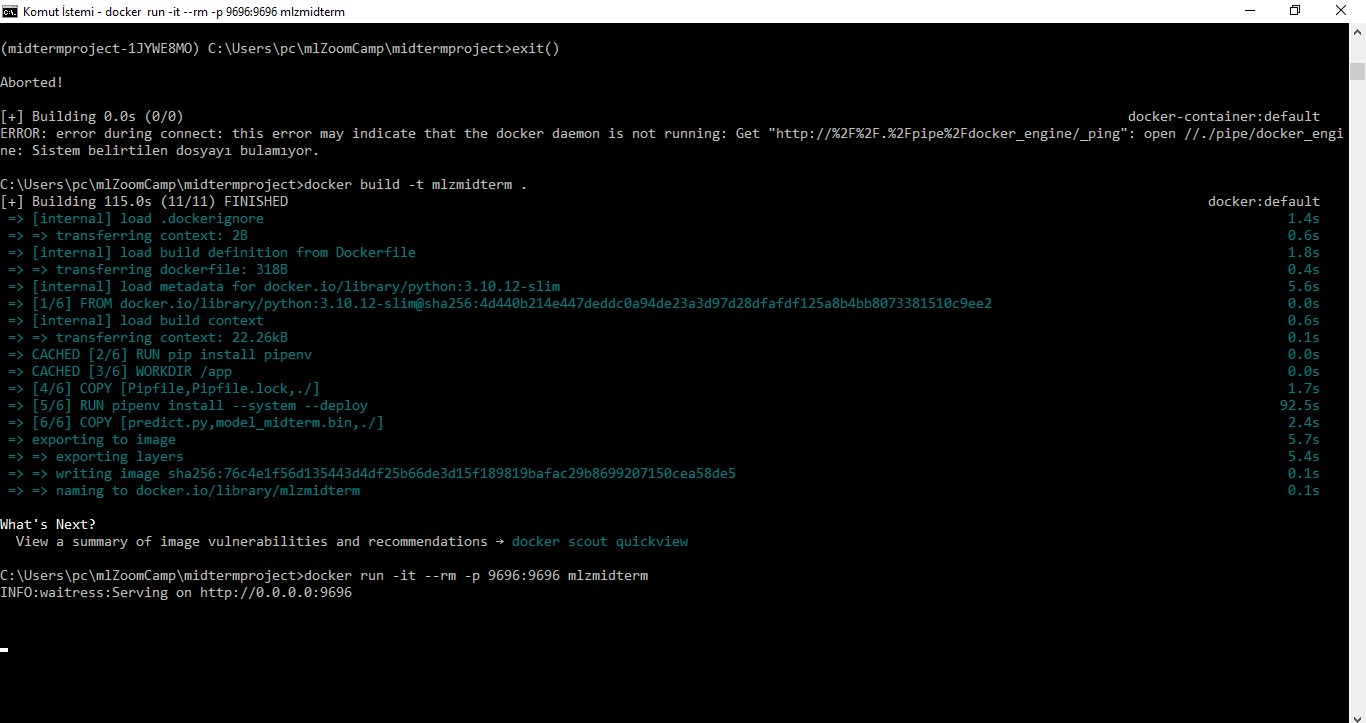 Komut İstemi - docker run -it --rm -p 9696:9696 mlzmidterm
(midtermproject-1JYWE8MO) C:\Users\pc\mlZoomCamp\midtermproject>exit()
Aborted!
[+] Building 0.0s (0/0) docker-container:default
ERROR: error during connect: this error may indicate that the docker daemon is not running: Get "http://%2F%2F.%2Fpipe%2Fdocker_engine/_ping": open //./pipe/docker_engi
ne: Sistem belirtilen dosyayı bulamıyor.
C:\Users\pc\mlZoomCamp\midtermproject>docker build -t mlzmidterm .
[+] Building 115.0s (11/11) FINISHED docker:default
=> [internal] load .dockerignore 1.4s
=> => transferring context: 2B 0.6s
=> [internal] load build definition from Dockerfile 1.8s
=> => transferring dockerfile: 318B 0.4s
=> [internal] load metadata for docker.io/library/python:3.10.12-slim 5.6s
=> [1/6] FROM docker.io/library/python:3.10.12-slim@sha256:4d440b214e447deddc0a94de23a3d97d28dfafdf125a8b4bb8073381510c9ee2 0.0s
=> [internal] load build context 0.6s
=> => transferring context: 22.26kB 0.1s
=> CACHED [2/6] RUN pip install pipenv 0.0s
=> CACHED [3/6] WORKDIR /app 0.0s
=> [4/6] COPY [Pipfile,Pipfile.lock,./] 1.7s
=> [5/6] RUN pipenv install --system --deploy 92.5s
=> [6/6] COPY [predict.py,model_midterm.bin,./] 2.4s
=> exporting to image 5.7s
=> => exporting layers 5.4s
=> => writing image sha256:76c4e1f56d135443d4df25b66de3d15f189819bafac29b8699207150cea58de5 0.1s
=> => naming to docker.io/library/mlzmidterm 0.1s
What's Next?
View a summary of image vulnerabilities and recommendations → docker scout quickview
C:\Users\pc\mlZoomCamp\midtermproject>docker run -it --rm -p 9696:9696 mlzmidterm
INFO:waitress:Serving on http://0.0.0.0:9696